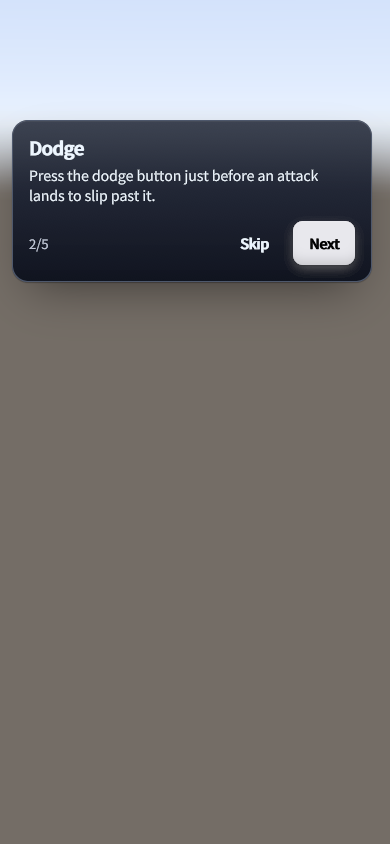 Dodge
Press the dodge button just before an attack
lands to slip past it.
2/5
Skip
Next